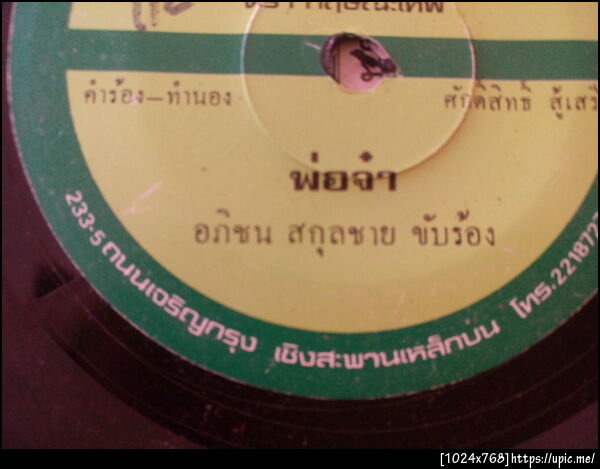 คำร้อง-ทำนอง ศักดิ์สิทธิ์ สู้เสริ
พ่อจ๋า
อภิชน สกุลชาย ขับร้อง
233-5 ถนนเจริญกรุง เชิงสะพานเหล็กบน โทร.221872
[1024x768]https://upic.me/